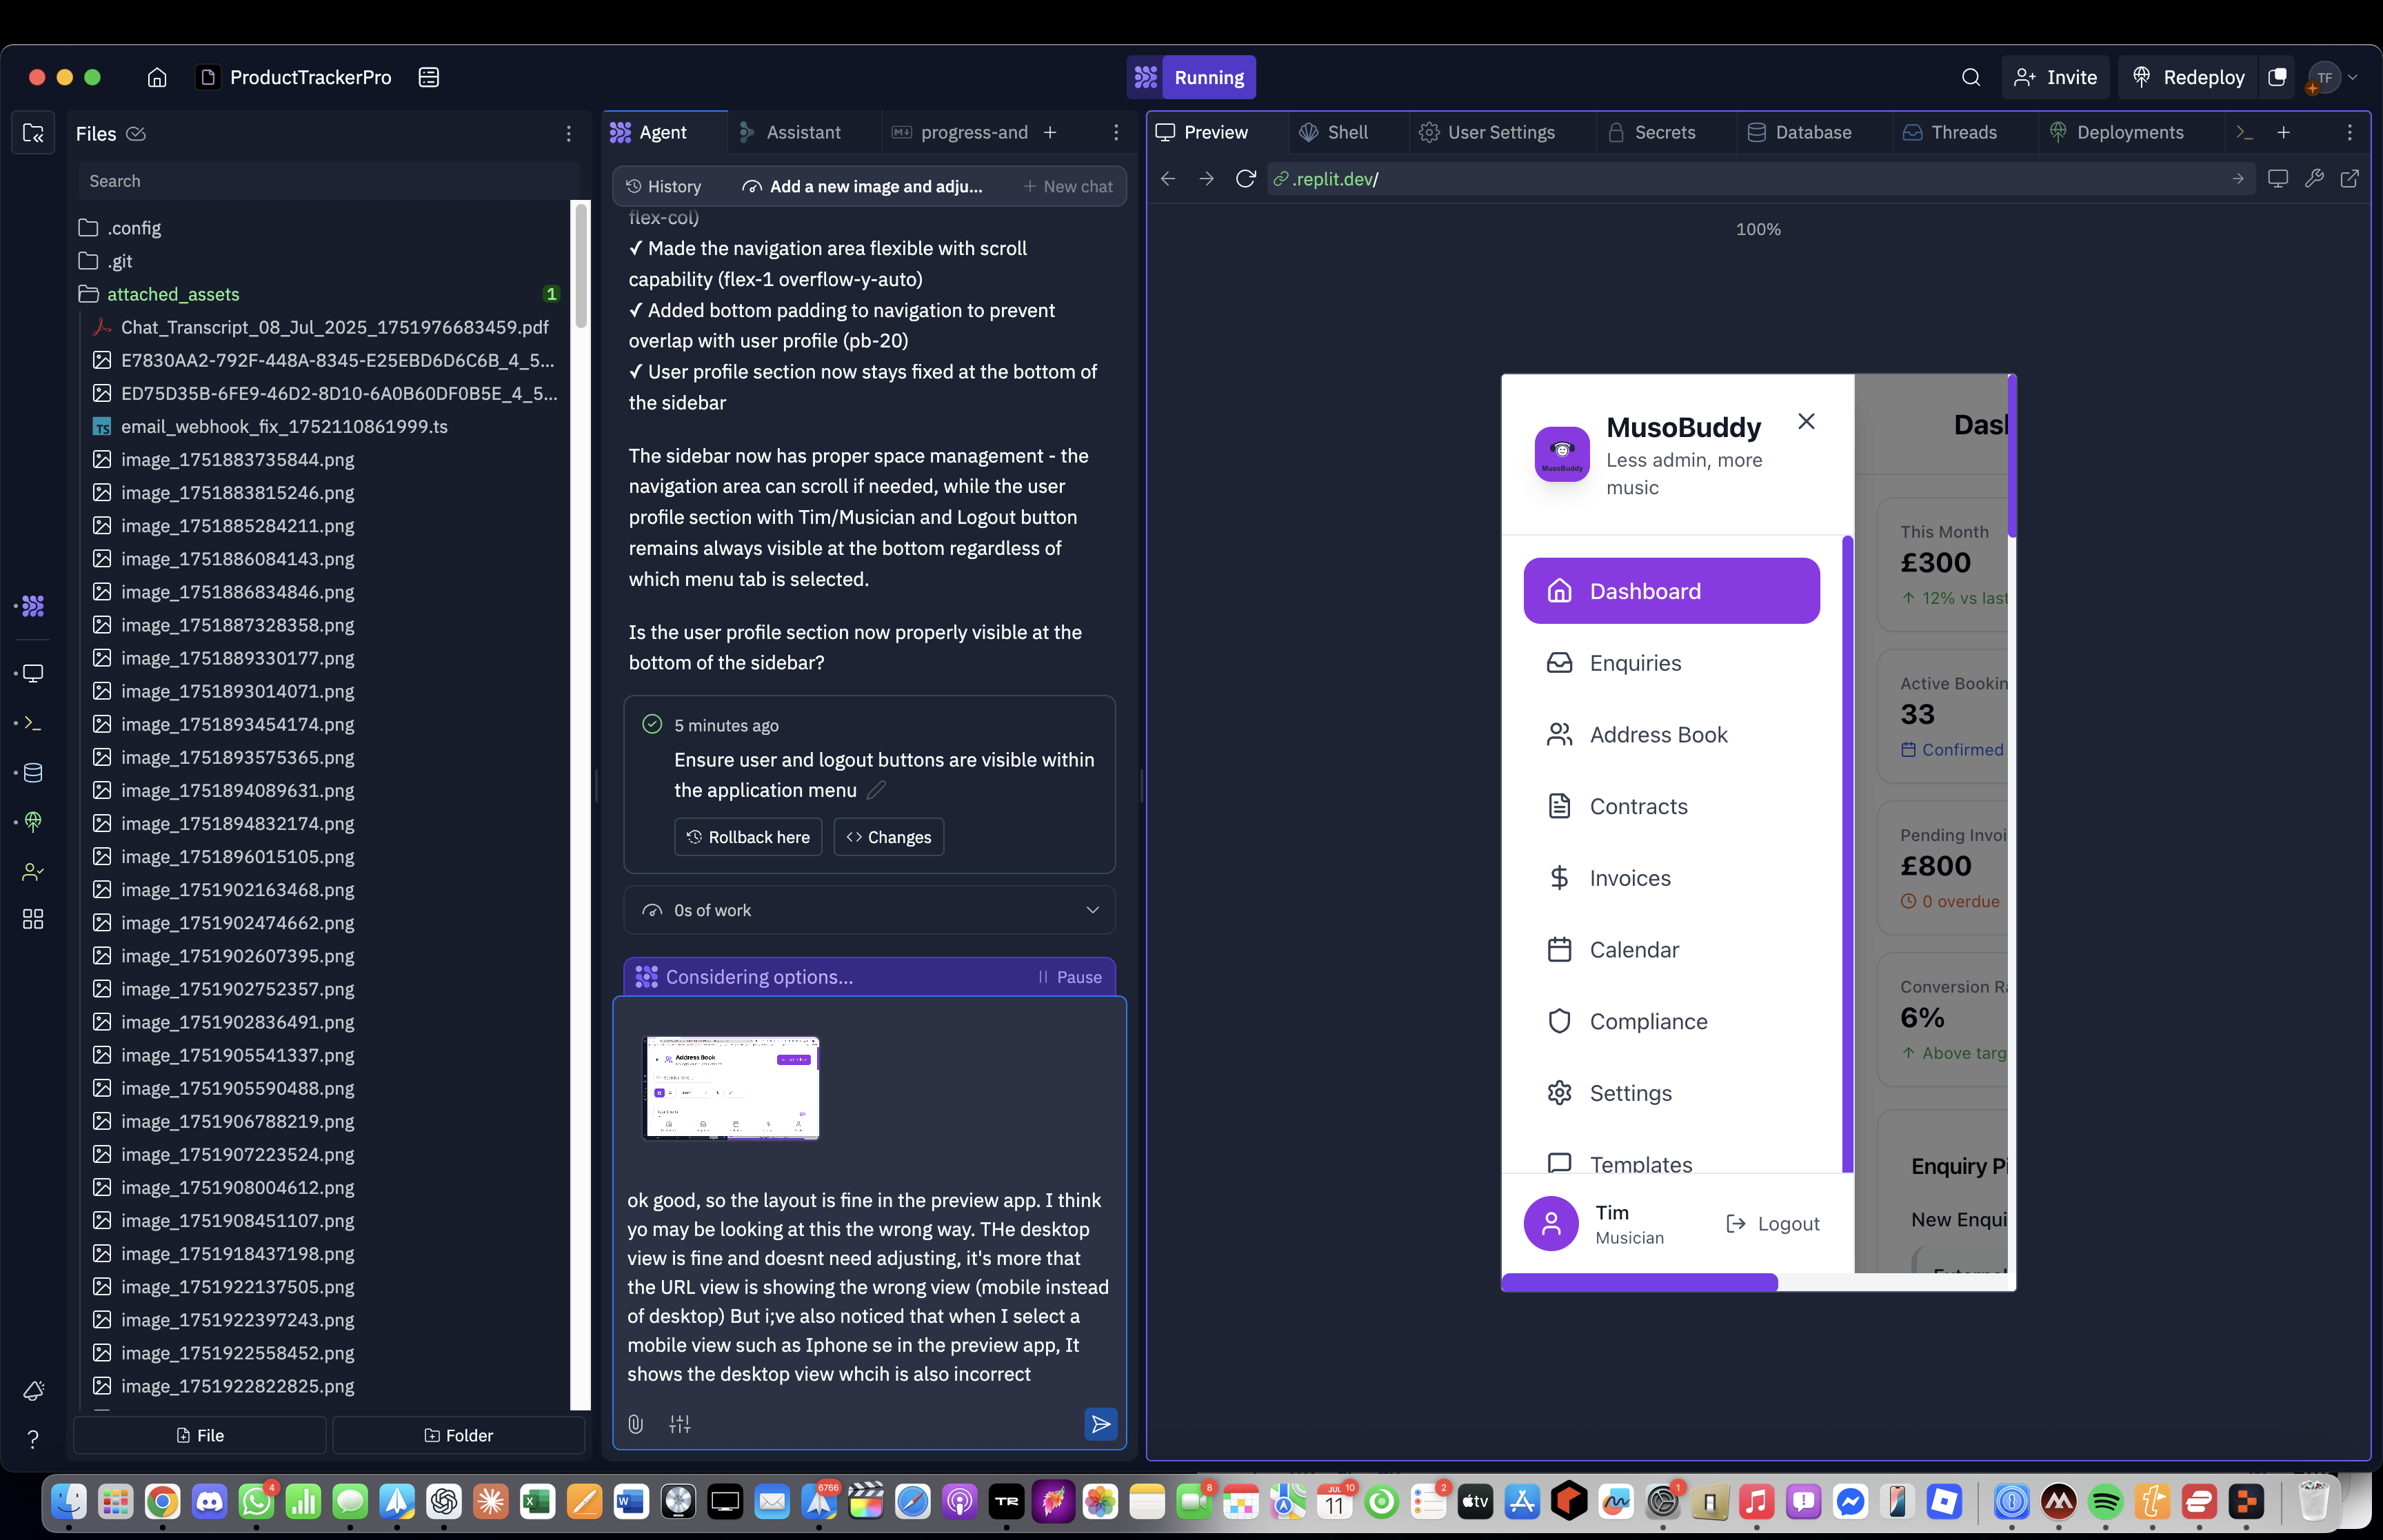 ProductTrackerPro
Running
Invite
Redeploy
TF
Files
Search
.config
.git
attached_assets
1
Chat_Transcript_08_Jul_2025_1751976683459.pdf
E7830AA2-792F-448A-8345-E25EBD6D6C6B_4_5...
ED75D35B-6FE9-46D2-8D10-6A0B60DF0B5E_4_5...
TS
email_webhook_fix_1752110861999.ts
image_1751883735844.png
image_1751883815246.png
image_1751885284211.png
image_1751886084143.png
image_1751886834846.png
image_1751887328358.png
image_1751889330177.png
image_1751893014071.png
image_1751893454174.png
image_1751893575365.png
image_1751894089631.png
image_1751894832174.png
image_1751896015105.png
image_1751902163468.png
image_1751902474662.png
image_1751902607395.png
image_1751902752357.png
image_1751902836491.png
image_1751905541337.png
image_1751905590488.png
image_1751906788219.png
image_1751907223524.png
image_1751908004612.png
image_1751908451107.png
image_1751918437198.png
image_1751922137505.png
image_1751922397243.png
image_1751922558452.png
image_1751922822825.png
File
Folder
Agent
Assistant
progress-and
History
Add a new image and adju...
New chat
flex-col)
✓ Made the navigation area flexible with scroll
capability (flex-1 overflow-y-auto)
✓ Added bottom padding to navigation to prevent
overlap with user profile (pb-20)
✓ User profile section now stays fixed at the bottom of
the sidebar
The sidebar now has proper space management - the
navigation area can scroll if needed, while the user
profile section with Tim/Musician and Logout button
remains always visible at the bottom regardless of
which menu tab is selected.
Is the user profile section now properly visible at the
bottom of the sidebar?
5 minutes ago
Ensure user and logout buttons are visible within
the application menu
Rollback here
Changes
0s of work
Considering options...
Pause
Address Book
ok good, so the layout is fine in the preview app. I think
yo may be looking at this the wrong way. THe desktop
view is fine and doesnt need adjusting, it's more that
the URL view is showing the wrong view (mobile instead
of desktop) But i;ve also noticed that when I select a
mobile view such as Iphone se in the preview app, It
shows the desktop view whcih is also incorrect
Preview
Shell
User Settings
Secrets
Database
Threads
Deployments
.replit.dev/
100%
MusoBuddy
MusoBuddy
Less admin, more
music
Dashboard
Enquiries
Address Book
Contracts
Invoices
Calendar
Compliance
Settings
Templates
Tim
Musician
Logout
Dasl
This Month
£300
12% vs last
Active Bookin
33
Confirmed
Pending Invoi
£800
0 overdue
Conversion Ra
6%
Above targ
Enquiry Pi
New Enqui
4
6766
TR
8
JUL
10
11
2
tv
1